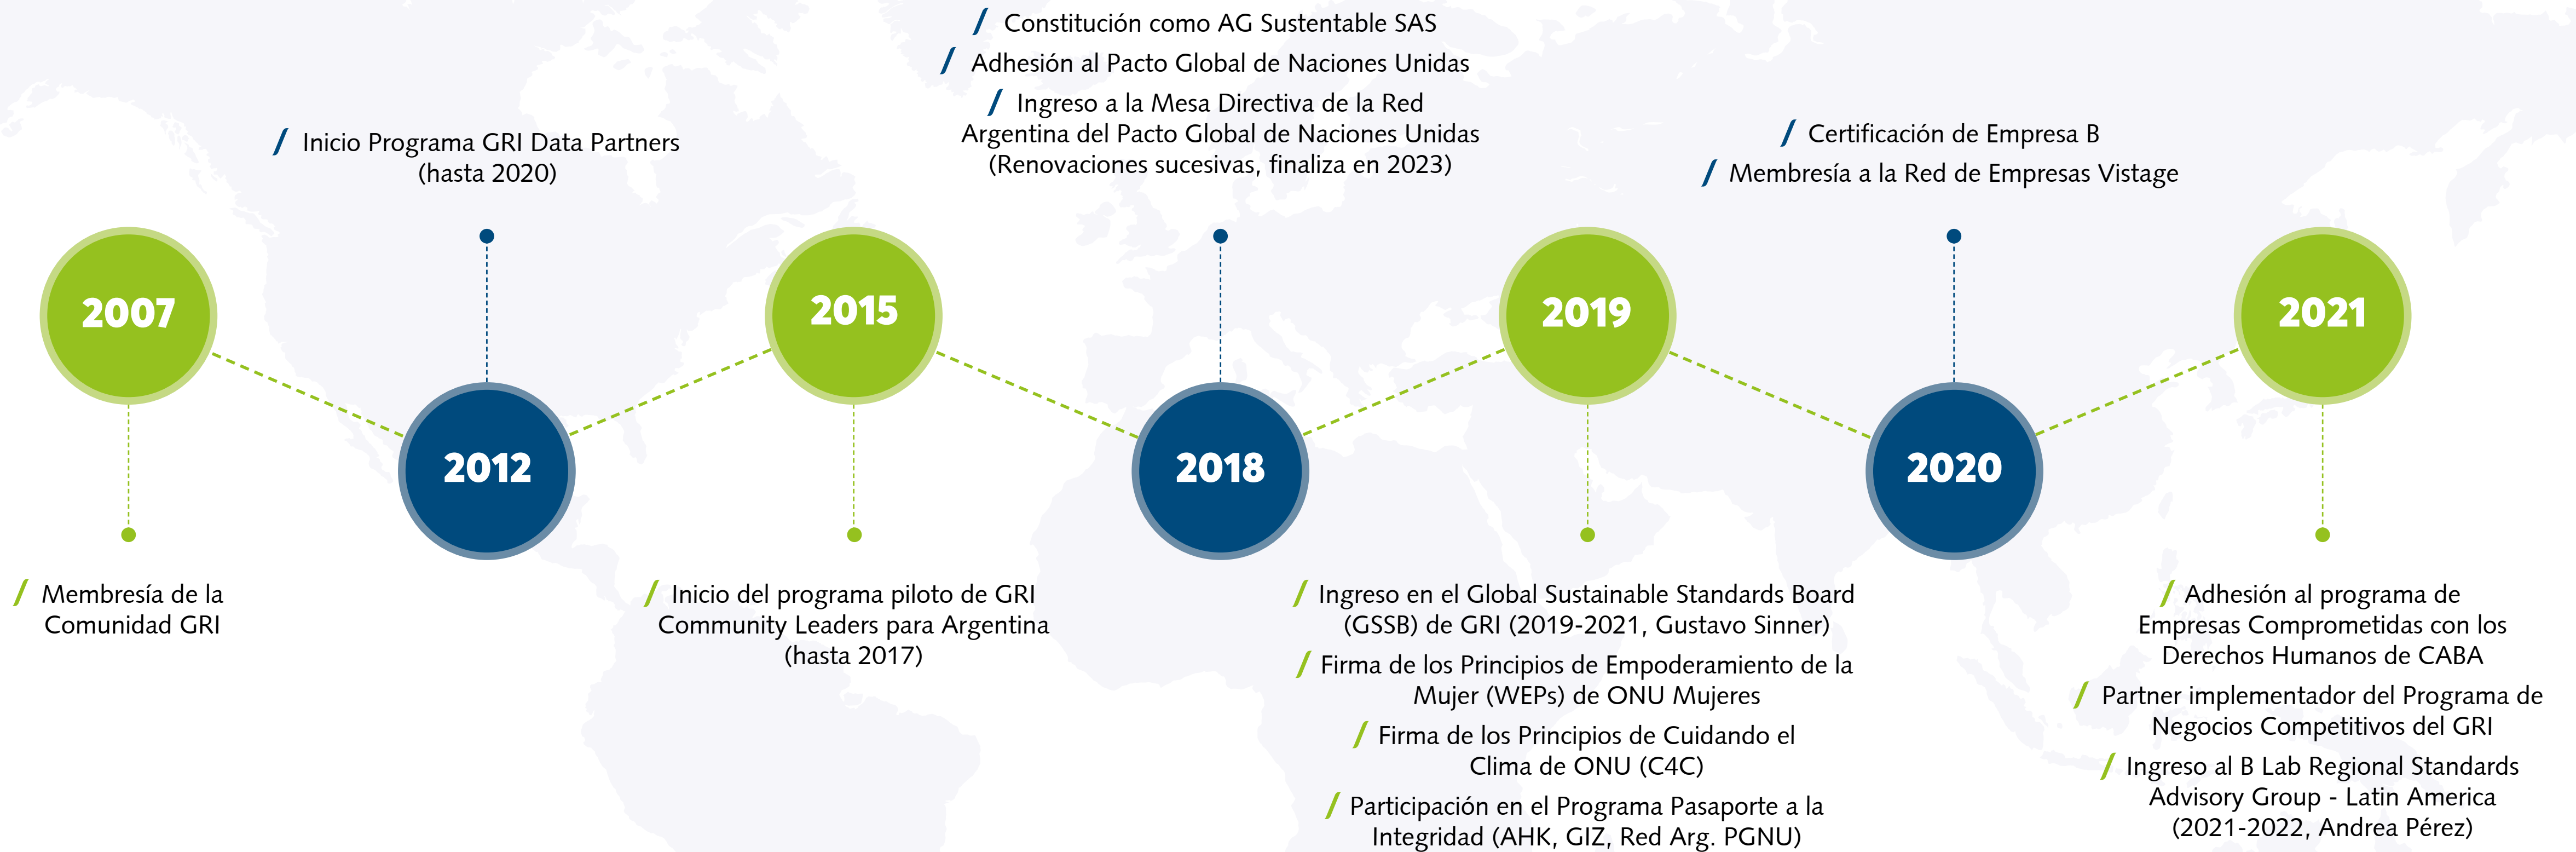 2007
/ Membresía de la
Comunidad GRI
/ Inicio Programa GRI Data Partners
(hasta 2020)
2012
2015
/ Inicio del programa piloto de GRI
Community Leaders para Argentina
(hasta 2017)
/ Constitución como AG Sustentable SAS
/ Adhesión al Pacto Global de Naciones Unidas
/ Ingreso a la Mesa Directiva de la Red
Argentina del Pacto Global de Naciones Unidas
(Renovaciones sucesivas, finaliza en 2023)
2018
2019
/ Ingreso en el Global Sustainable Standards Board
(GSSB) de GRI (2019-2021, Gustavo Sinner)
/ Firma de los Principios de Empoderamiento de la
Mujer (WEPs) de ONU Mujeres
/ Firma de los Principios de Cuidando el
Clima de ONU (C4C)
/ Participación en el Programa Pasaporte a la
Integridad (AHK, GIZ, Red Arg. PGNU)
/ Certificación de Empresa B
/ Membresía a la Red de Empresas Vistage
2020
2021
/ Adhesión al programa de
Empresas Comprometidas con los
Derechos Humanos de CABA
/ Partner implementador del Programa de
Negocios Competitivos del GRI
/ Ingreso al B Lab Regional Standards
Advisory Group - Latin America
(2021-2022, Andrea Pérez)